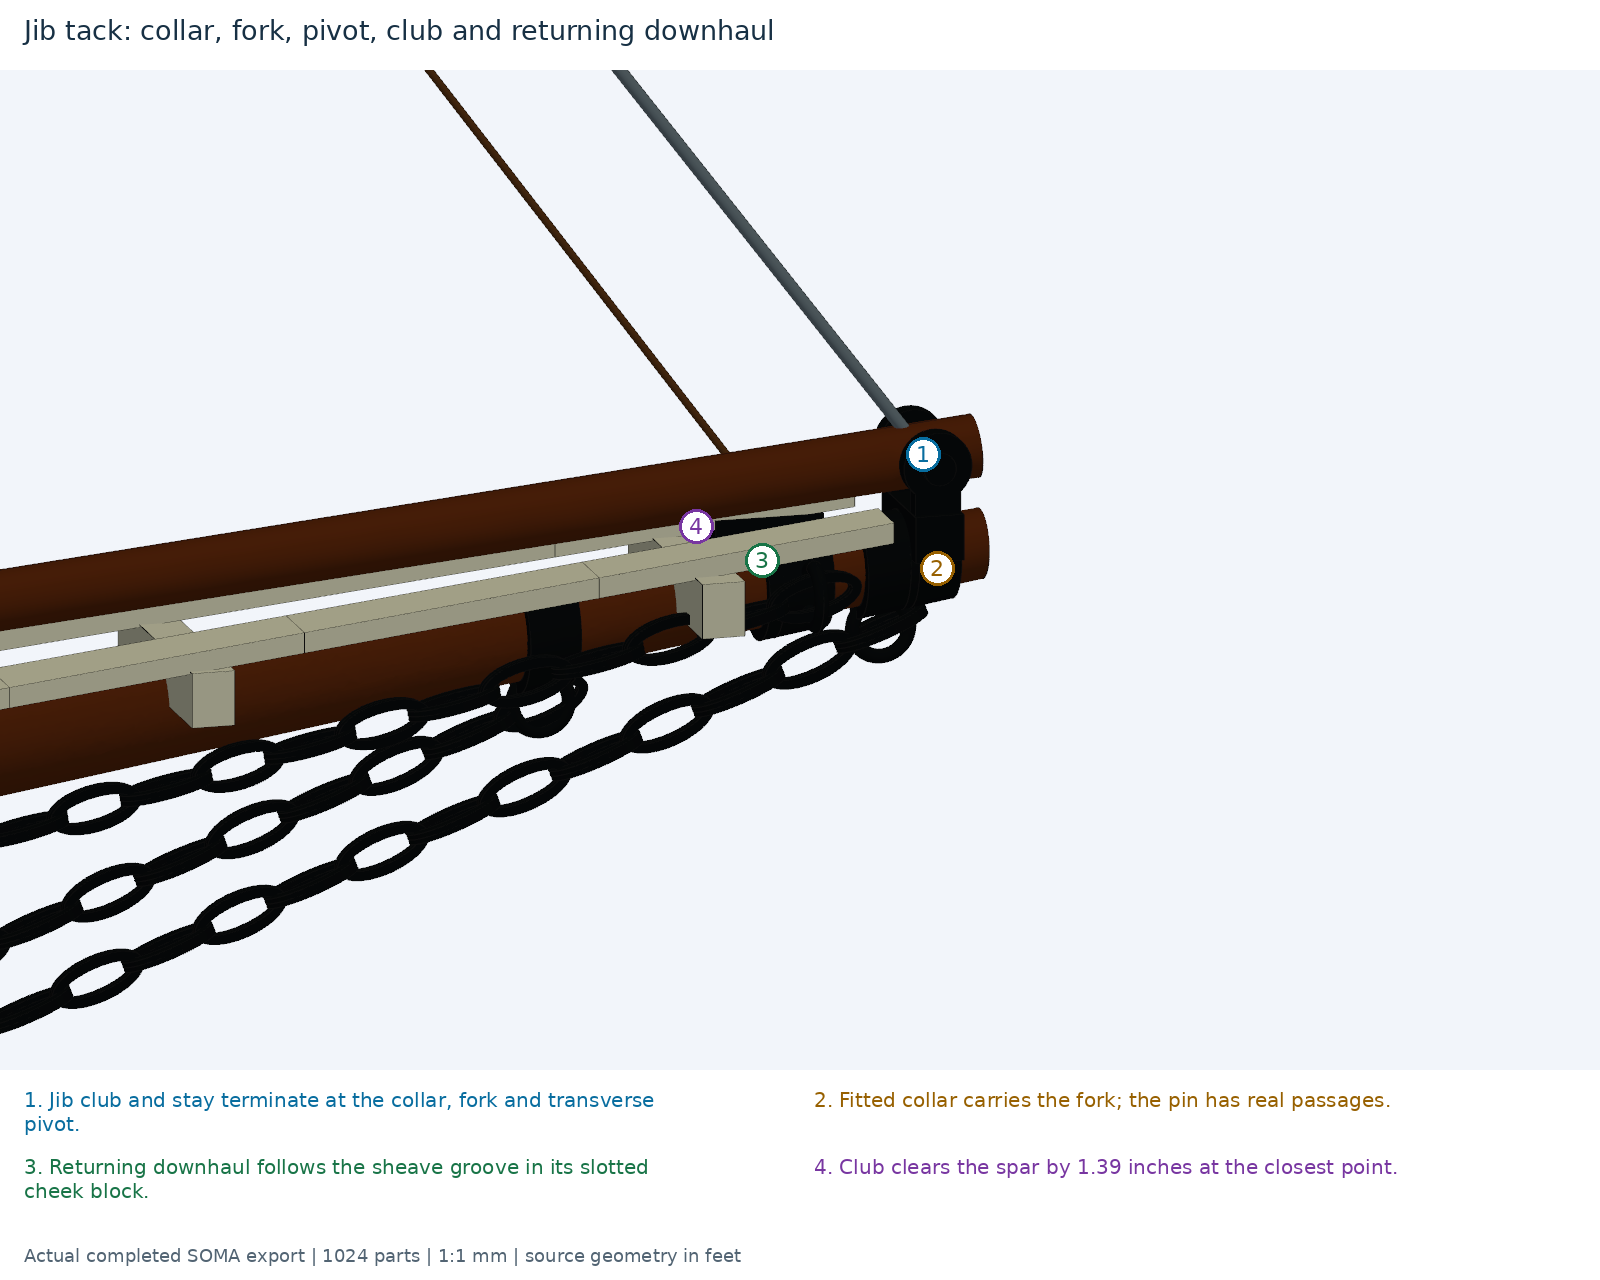 Jib tack: collar, fork, pivot, club and returning downhaul
1
2
3
4
1. Jib club and stay terminate at the collar, fork and transverse
pivot.
2. Fitted collar carries the fork; the pin has real passages.
3. Returning downhaul follows the sheave groove in its slotted
cheek block.
4. Club clears the spar by 1.39 inches at the closest point.
Actual completed SOMA export | 1024 parts | 1:1 mm | source geometry in feet